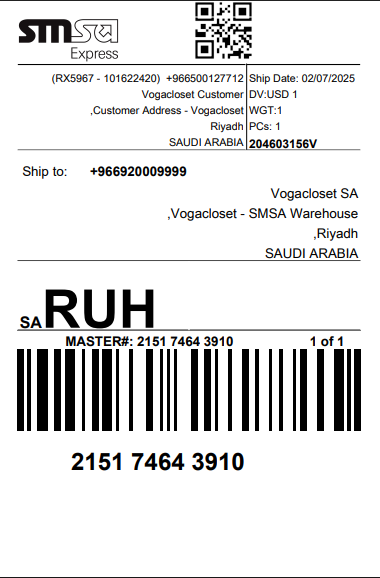 smsa
Express
(RX5967 - 101622420) +966500127712
Vogacloset Customer
,Customer Address - Vogacloset
Riyadh
SAUDI ARABIA
Ship Date: 02/07/2025
DV:USD 1
WGT:1
PCs: 1
204603156V
Ship to: +966920009999
Vogacloset SA
,Vogacloset - SMSA Warehouse
,Riyadh
SAUDI ARABIA
SA RUH
MASTER#: 2151 7464 3910 1 of 1
2151 7464 3910